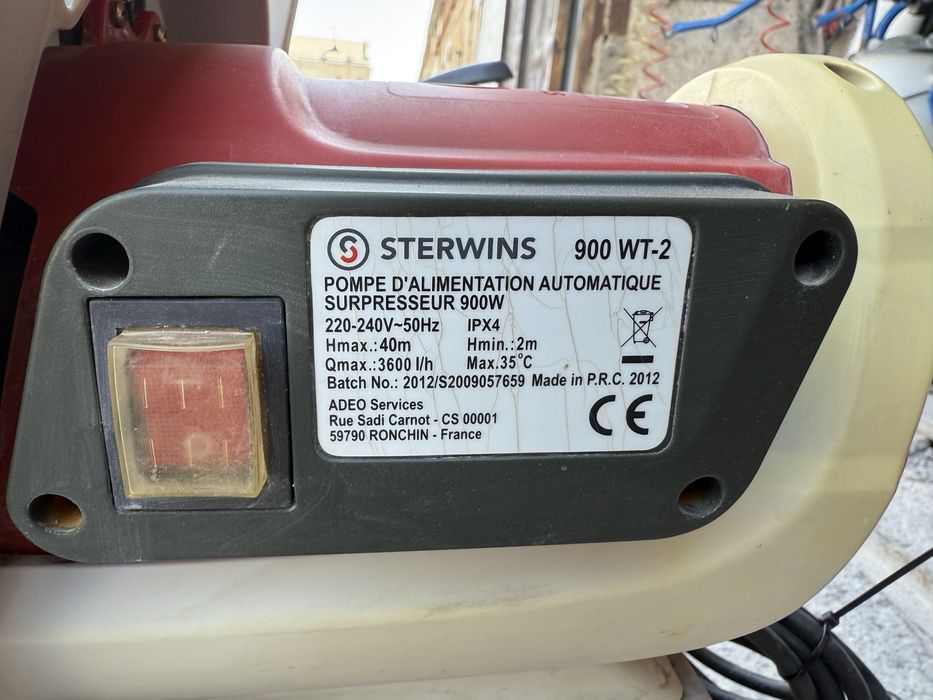 STERWINS 900 WT-2
POMPE D'ALIMENTATION AUTOMATIQUE
SURPRESSEUR 900W
220-240V~50Hz IPX4
Hmax.:40m Hmin.:2m
Qmax.:3600 l/h Max.35°C
Batch No.: 2012/S2009057659 Made in P.R.C. 2012
ADEO Services
Rue Sadi Carnot - CS 00001
59790 RONCHIN - France
CE